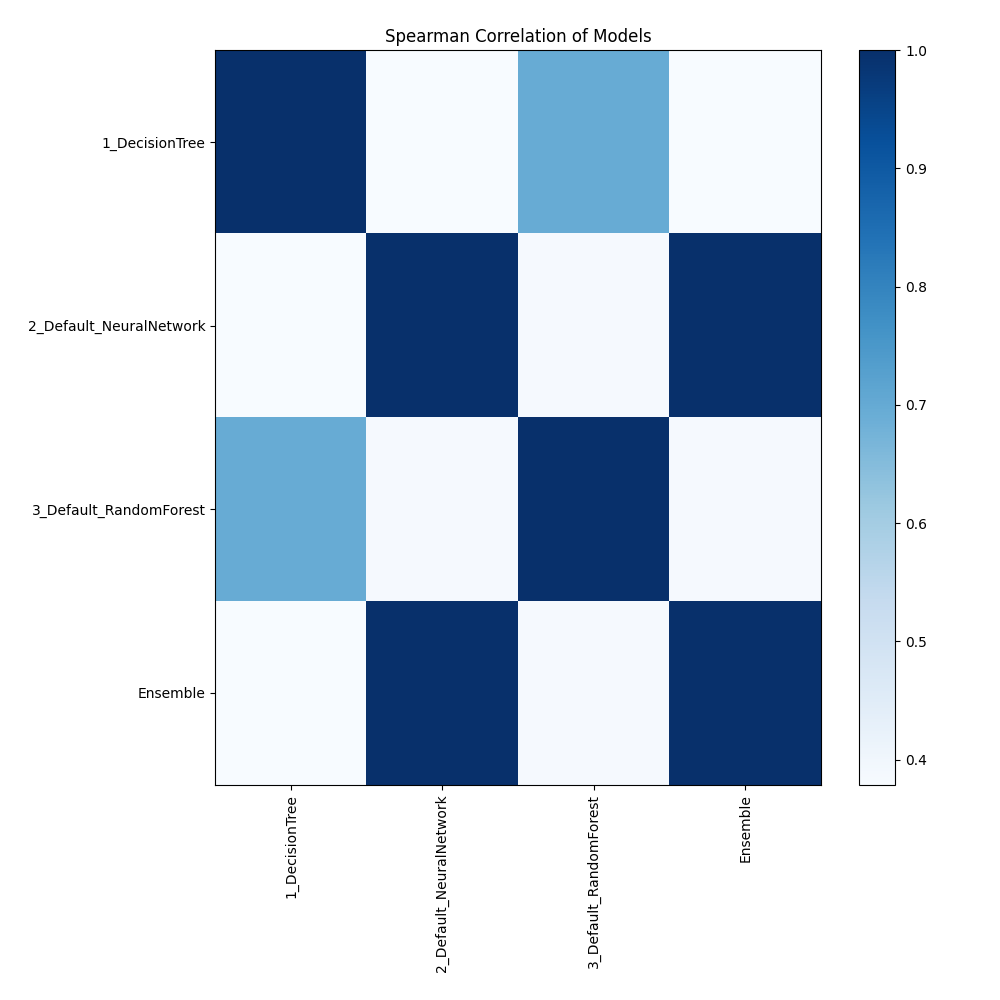 Spearman Correlation of Models
1_DecisionTree
2_Default_NeuralNetwork
3_Default_RandomForest
Ensemble
1_DecisionTree
2_Default_NeuralNetwork
3_Default_RandomForest
Ensemble
1.0
0.9
0.8
0.7
0.6
0.5
0.4